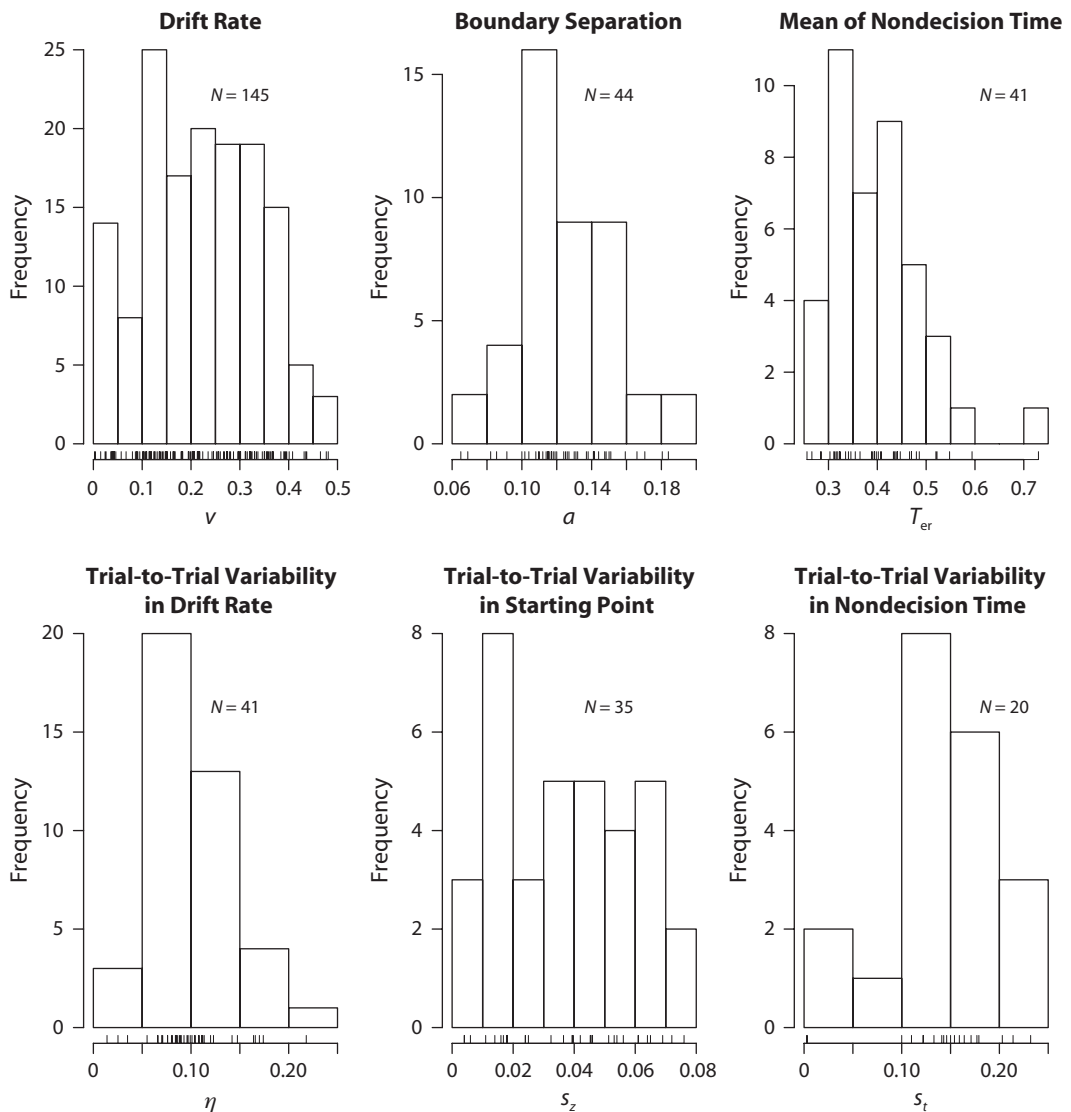 Drift Rate
Boundary Separation
Mean of Nondecision Time
N = 145
N = 44
N = 41
Frequency
Frequency
Frequency
25
20
15
10
5
0
15
10
5
0
10
8
6
4
2
0
0 0.1 0.2 0.3 0.4 0.5
0.06 0.10 0.14 0.18
0.3 0.4 0.5 0.6 0.7
v
a
Ter
Trial-to-Trial Variability
in Drift Rate
Trial-to-Trial Variability
in Starting Point
Trial-to-Trial Variability
in Nondecision Time
N = 41
N = 35
N = 20
Frequency
Frequency
Frequency
20
15
10
5
0
8
6
4
2
0
8
6
4
2
0
0 0.10 0.20
0 0.02 0.04 0.06 0.08
0 0.10 0.20
η
sz
st